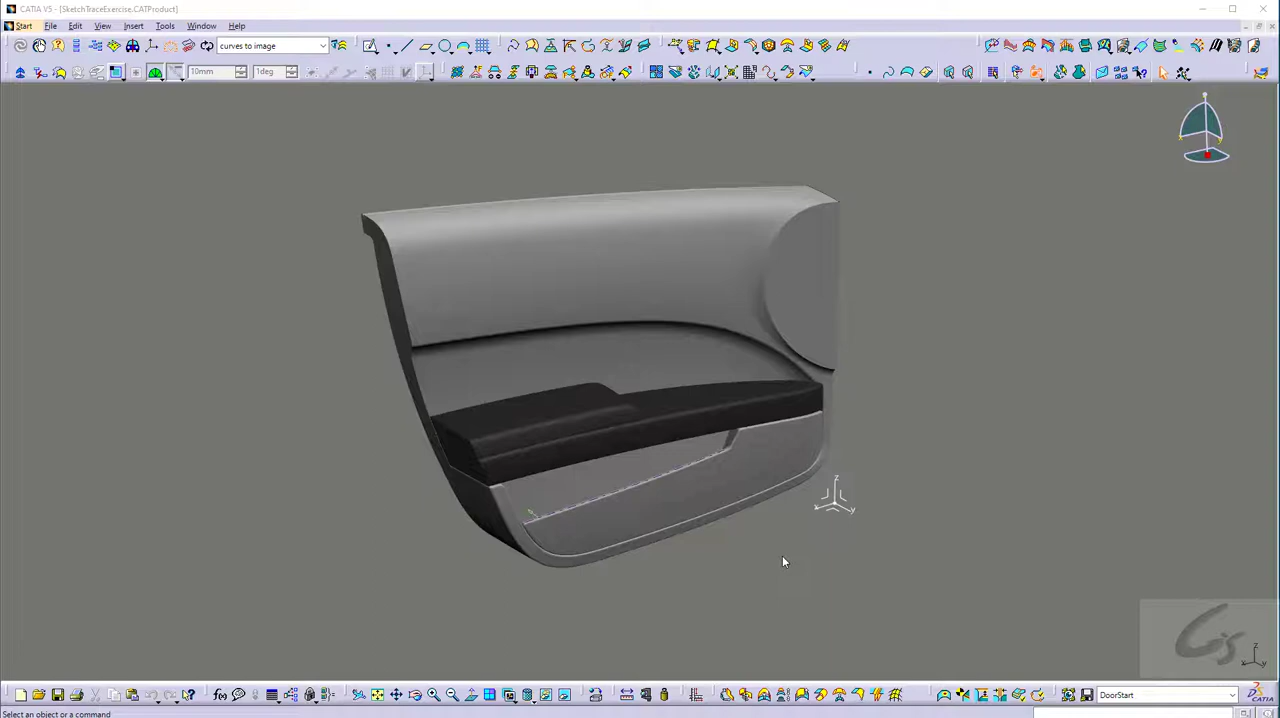 CATIA V5 - [SketchTraceExercise.CATProduct]
Start File Edit View Insert Tools Window Help
curves to image
10mm 1deg
z
x y
z
y
DoorStart
CATIA
Select an object or a command